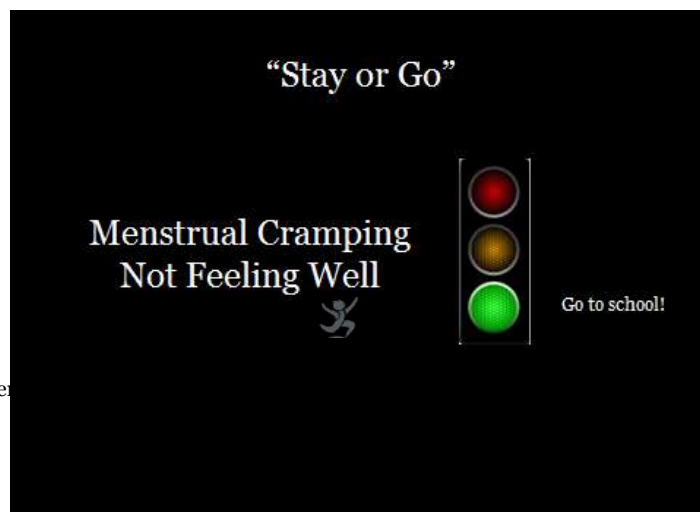 “Stay or Go”
Menstrual Cramping
Not Feeling Well
Go to school!